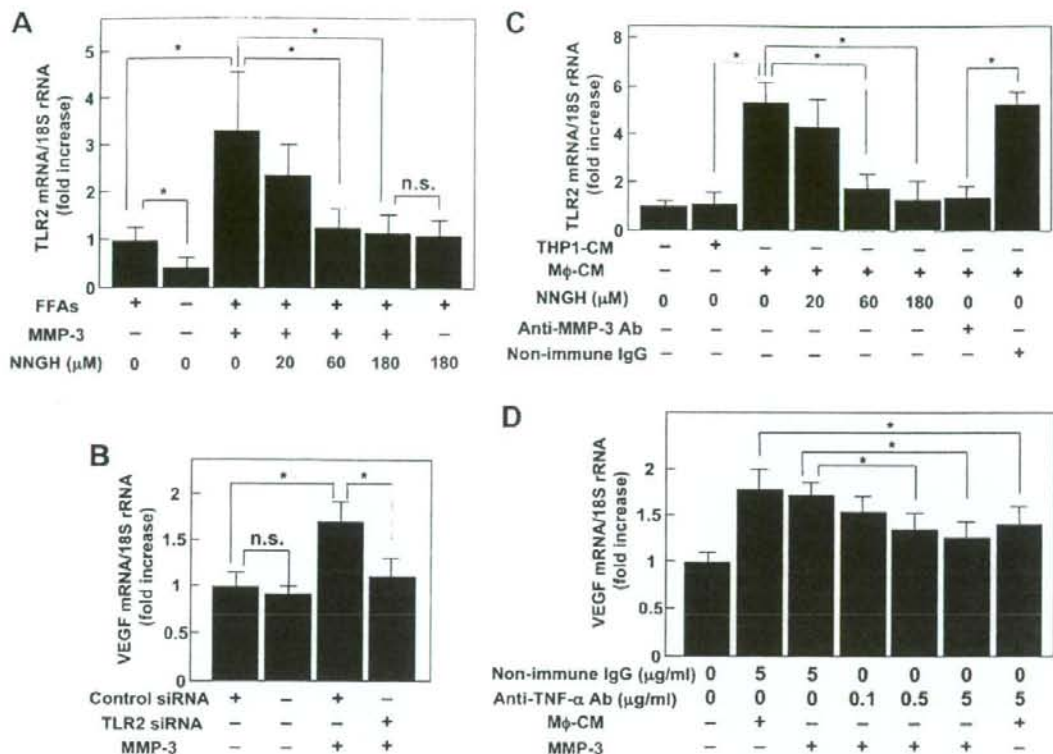 A
TLR2 mRNA/18S rRNA
(fold increase)
5
4
3
2
1
0
*
*
*
*
n.s.
FFAs + − + + + + +
MMP-3 − − + + + + −
NNGH (μM) 0 0 0 20 60 180 180
C
TLR2 mRNA/18S rRNA
(fold increase)
8
6
4
2
0
*
*
*
*
THP1-CM − + − − − − − −
Mϕ-CM − − + + + + + +
NNGH (μM) 0 0 0 20 60 180 0 0
Anti-MMP-3 Ab − − − − − − + −
Non-immune IgG − − − − − − − +
B
VEGF mRNA/18S rRNA
(fold increase)
2
1.5
1
0.5
0
*
*
n.s.
Control siRNA + − + −
TLR2 siRNA − − − +
MMP-3 − − + +
D
VEGF mRNA/18S rRNA
(fold increase)
2
1.5
1
0.5
0
*
*
*
Non-immune IgG (μg/ml) 0 5 5 0 0 0 0
Anti-TNF-α Ab (μg/ml) 0 0 0 0.1 0.5 5 5
Mϕ-CM − + − − − − +
MMP-3 − − + + + + −